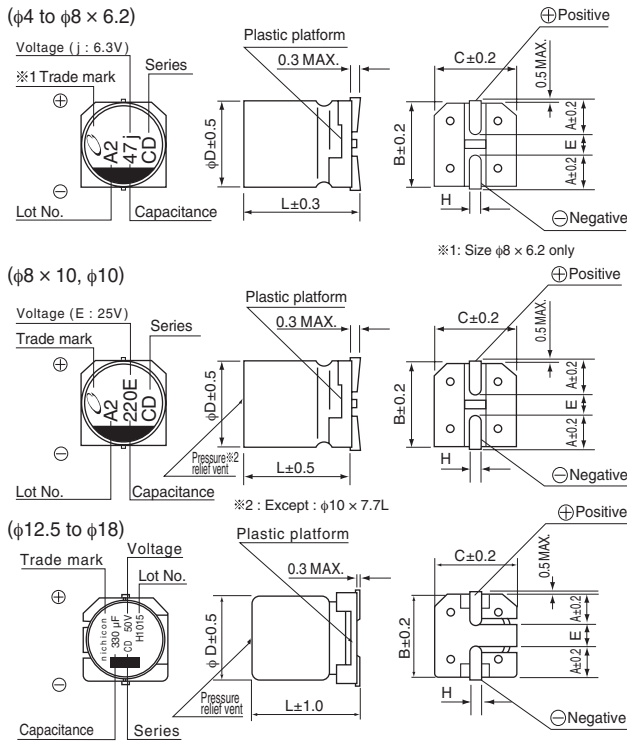 (φ4 to φ8 × 6.2)
Voltage (j : 6.3V)
※1 Trade mark
Series
⊕
A2
47j
CD
⊖
Lot No.
Capacitance
Plastic platform
0.3 MAX.
φD±0.5
L±0.3
⊕Positive
C±0.2
0.5 MAX.
B±0.2
A±0.2
E
A±0.2
H
⊖Negative
※1: Size φ8 × 6.2 only
(φ8 × 10, φ10)
Voltage (E : 25V)
Trade mark
Series
⊕
A2
220E
CD
⊖
Lot No.
Capacitance
Plastic platform
0.3 MAX.
φD±0.5
Pressure※2
relief vent
L±0.5
※2 : Except : φ10 × 7.7L
⊕Positive
C±0.2
0.5 MAX.
B±0.2
A±0.2
E
A±0.2
H
⊖Negative
(φ12.5 to φ18)
Trade mark
Voltage
Lot No.
⊕
nichicon
330 μF
CD 50V
H1015
⊖
Capacitance
Series
Plastic platform
0.3 MAX.
φD±0.5
Pressure
relief vent
L±1.0
⊕Positive
C±0.2
0.5 MAX.
B±0.2
A±0.2
E
A±0.2
H
⊖Negative